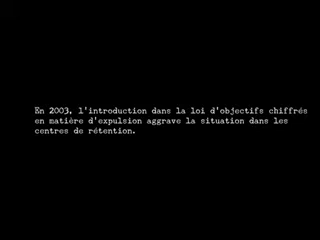 En 2003, l'introduction dans la loi d'objectifs chiffrés
en matière d'expulsion aggrave la situation dans les
centres de rétention.